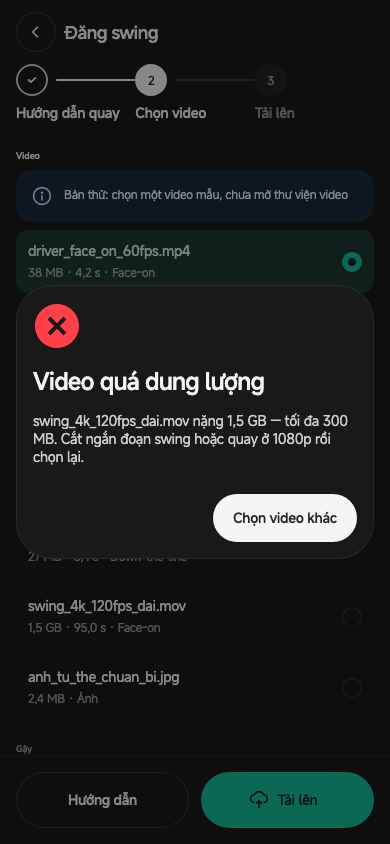 Đăng swing
2
3
Hướng dẫn quay
Chọn video
Tải lên
Video
Bản thử: chọn một video mẫu, chưa mở thư viện video
driver_face_on_60fps.mp4
38 MB · 4,2 s · Face-on
Video quá dung lượng
swing_4k_120fps_dai.mov nặng 1,5 GB — tối đa 300
MB. Cắt ngắn đoạn swing hoặc quay ở 1080p rồi
chọn lại.
Chọn video khác
swing_4k_120fps_dai.mov
1,5 GB · 95,0 s · Face-on
anh_tu_the_chuan_bi.jpg
2,4 MB · Ảnh
Gậy
Hướng dẫn
Tải lên